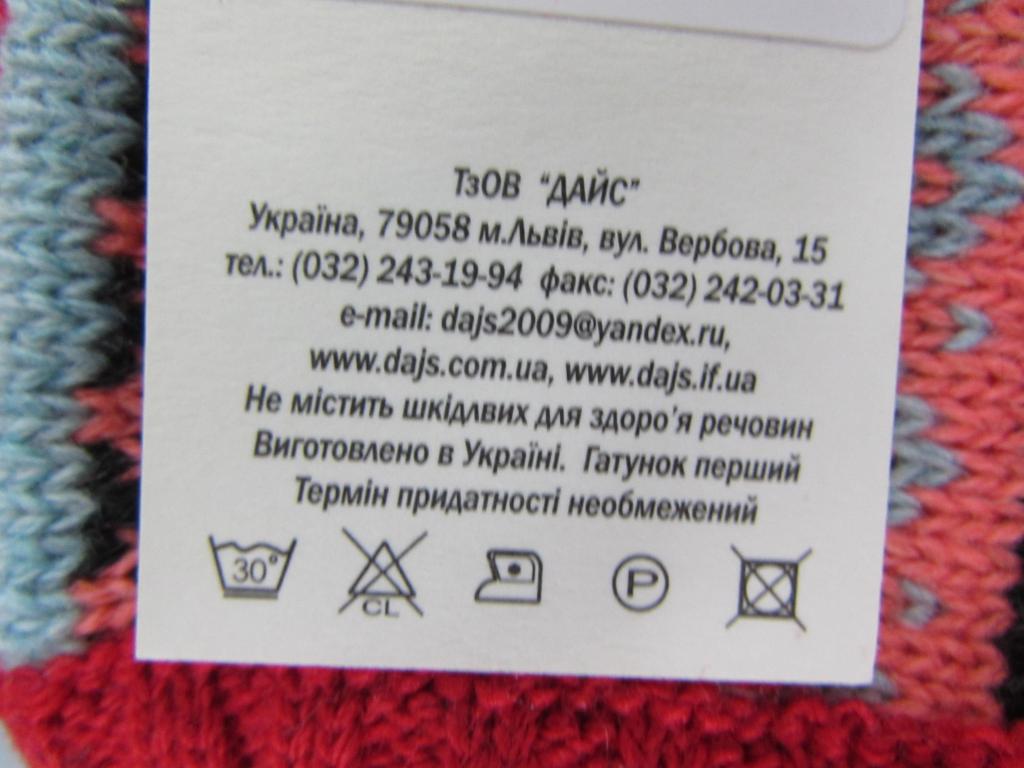 ТзОВ "ДАЙС"
Україна, 79058 м.Львів, вул. Вербова, 15
тел.: (032) 243-19-94 факс: (032) 242-03-31
e-mail: dajs2009@yandex.ru,
www.dajs.com.ua, www.dajs.if.ua
Не містить шкідлвих для здоро'я речовин
Виготовлено в Україні. Гатунок перший
Термін придатності необмежений
30° CL P